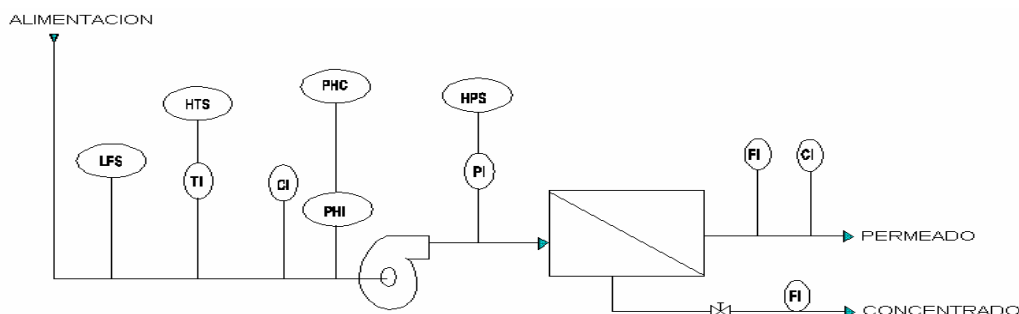 ALIMENTACION
HTS
PHC
HPS
LFS
TI
CI
PHI
PI
FI
CI
PERMEADO
FI
CONCENTRADO